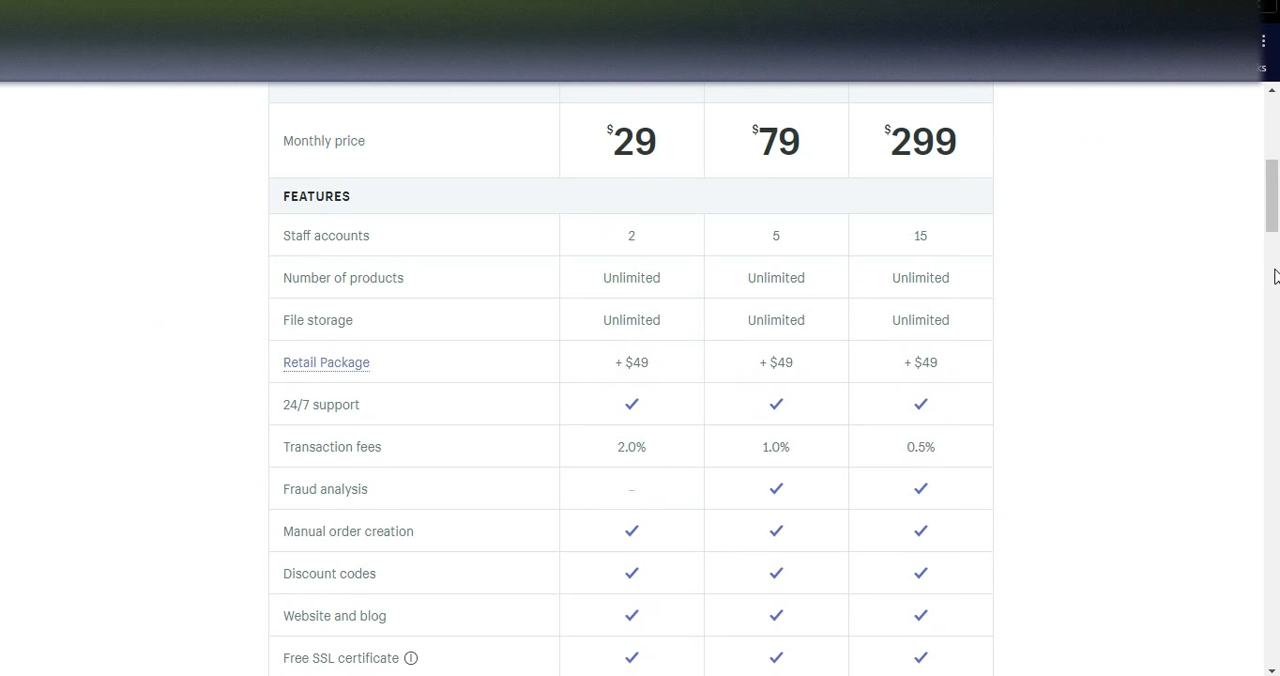 Monthly price $29 $79 $299
FEATURES
Staff accounts 2 5 15
Number of products Unlimited Unlimited Unlimited
File storage Unlimited Unlimited Unlimited
Retail Package + $49 + $49 + $49
24/7 support
Transaction fees 2.0% 1.0% 0.5%
Fraud analysis –
Manual order creation
Discount codes
Website and blog
Free SSL certificate